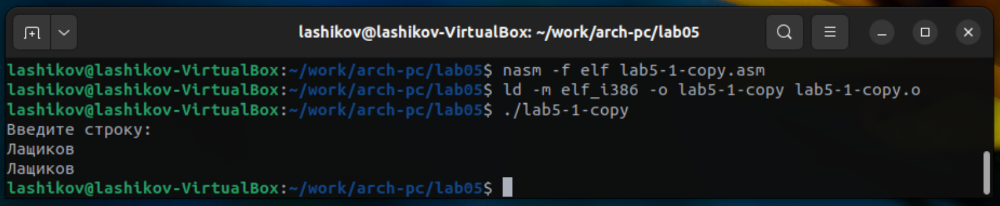 lashikov@lashikov-VirtualBox: ~/work/arch-pc/lab05
lashikov@lashikov-VirtualBox:~/work/arch-pc/lab05$ nasm -f elf lab5-1-copy.asm
lashikov@lashikov-VirtualBox:~/work/arch-pc/lab05$ ld -m elf_i386 -o lab5-1-copy lab5-1-copy.o
lashikov@lashikov-VirtualBox:~/work/arch-pc/lab05$ ./lab5-1-copy
Введите строку:
Лащиков
Лащиков
lashikov@lashikov-VirtualBox:~/work/arch-pc/lab05$